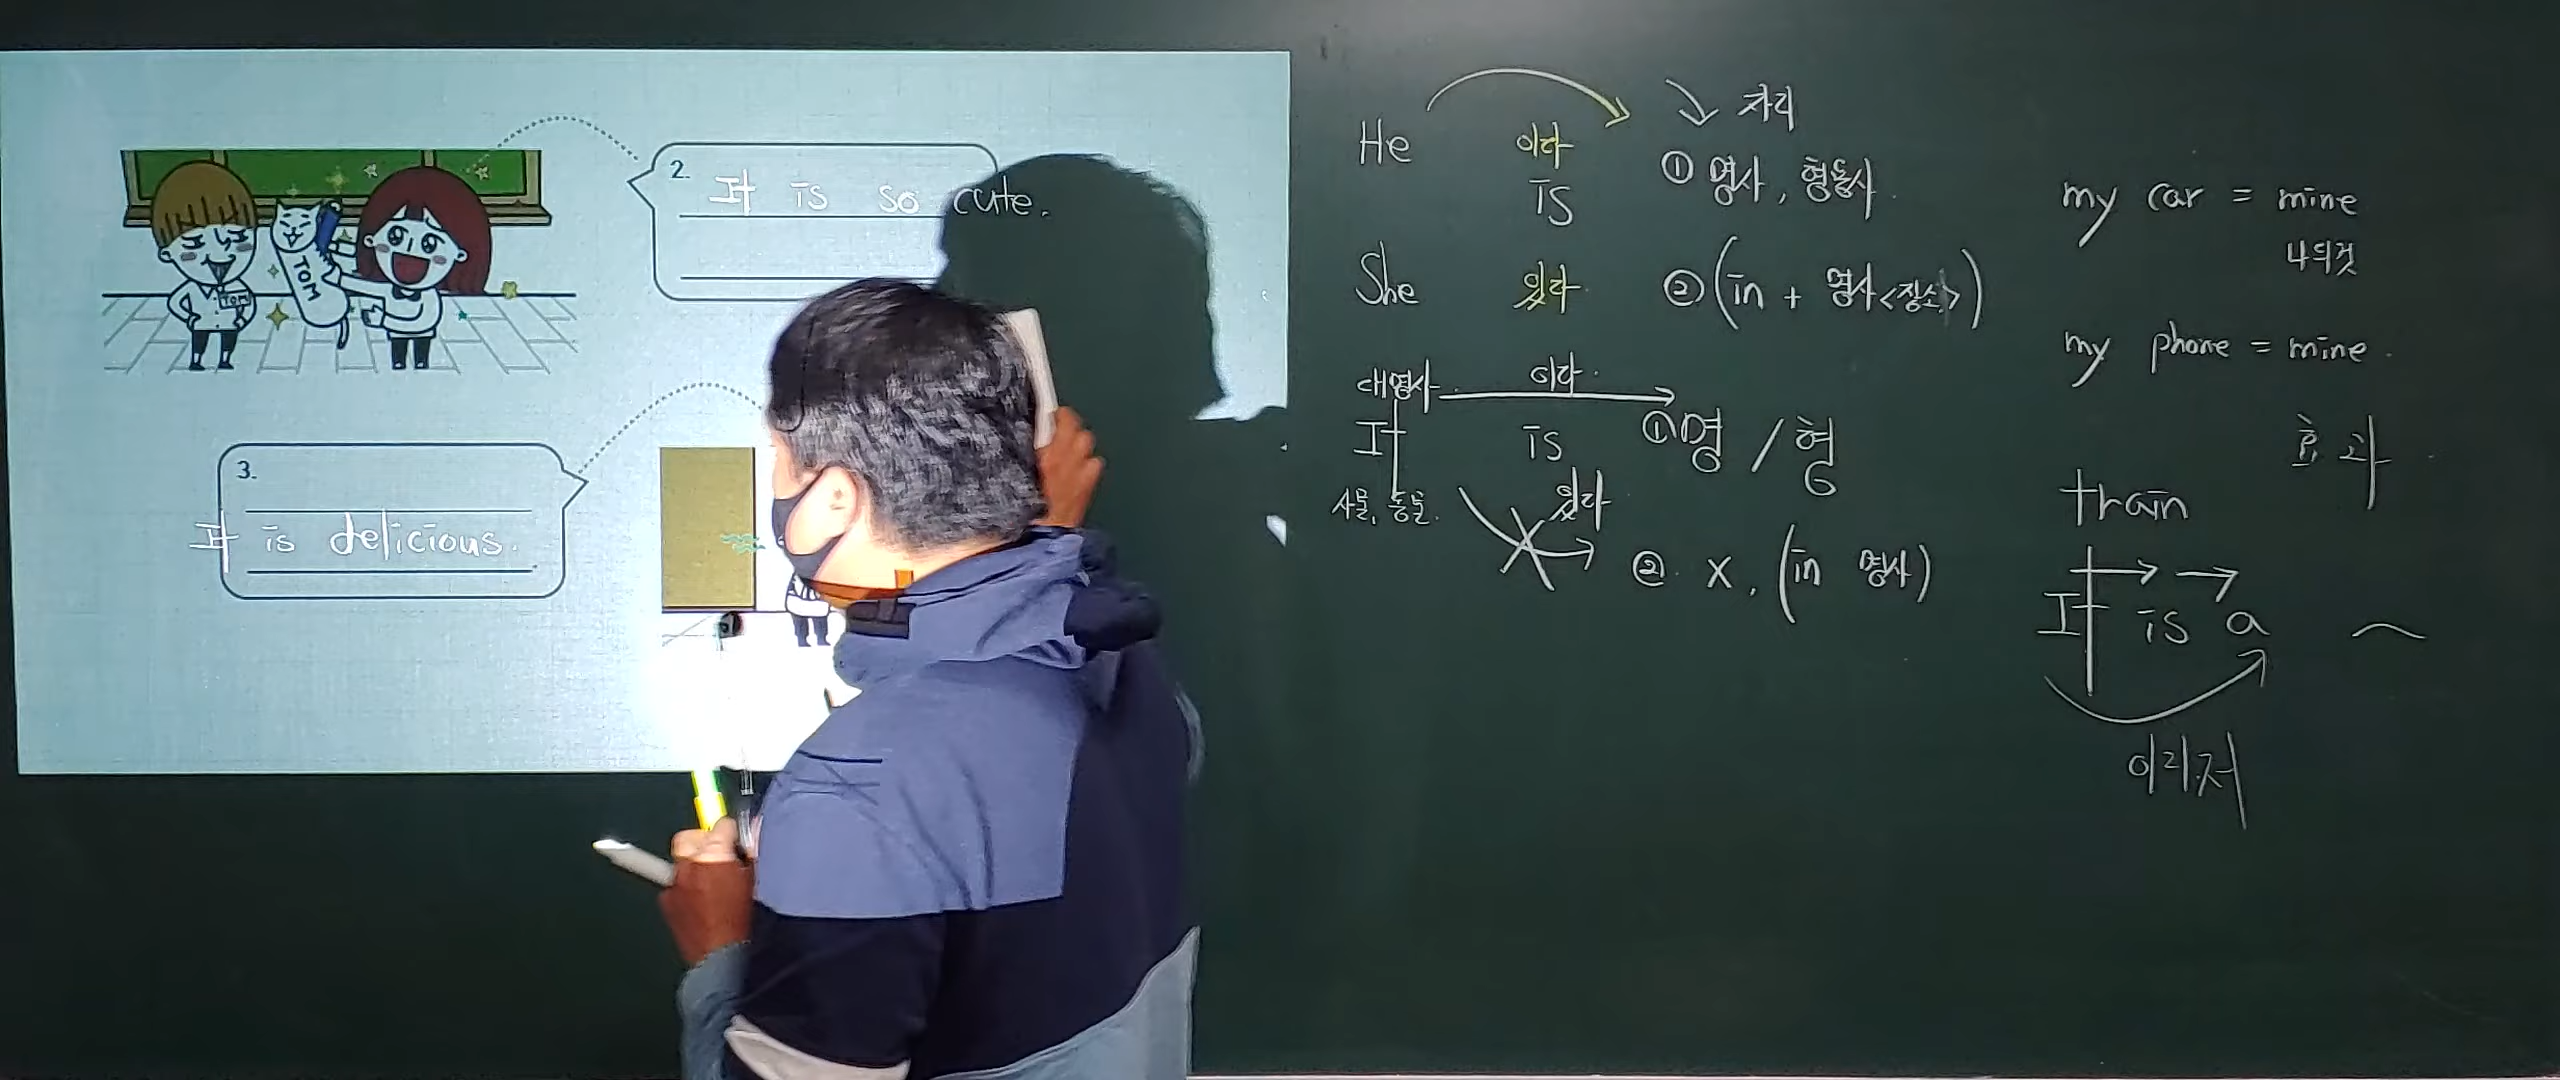 2.
It is so cute.
TOM
TOM
3.
It is delicious.
He 이다 자리
is ① 명사, 형용사
She 있다 ② (in + 명사<장소>)
대명사 이다
It is ① 명 / 형
사물, 동물. 있다
② X, (in 명사)
my car = mine
나의것
my phone = mine.
효과
train
It is a ~